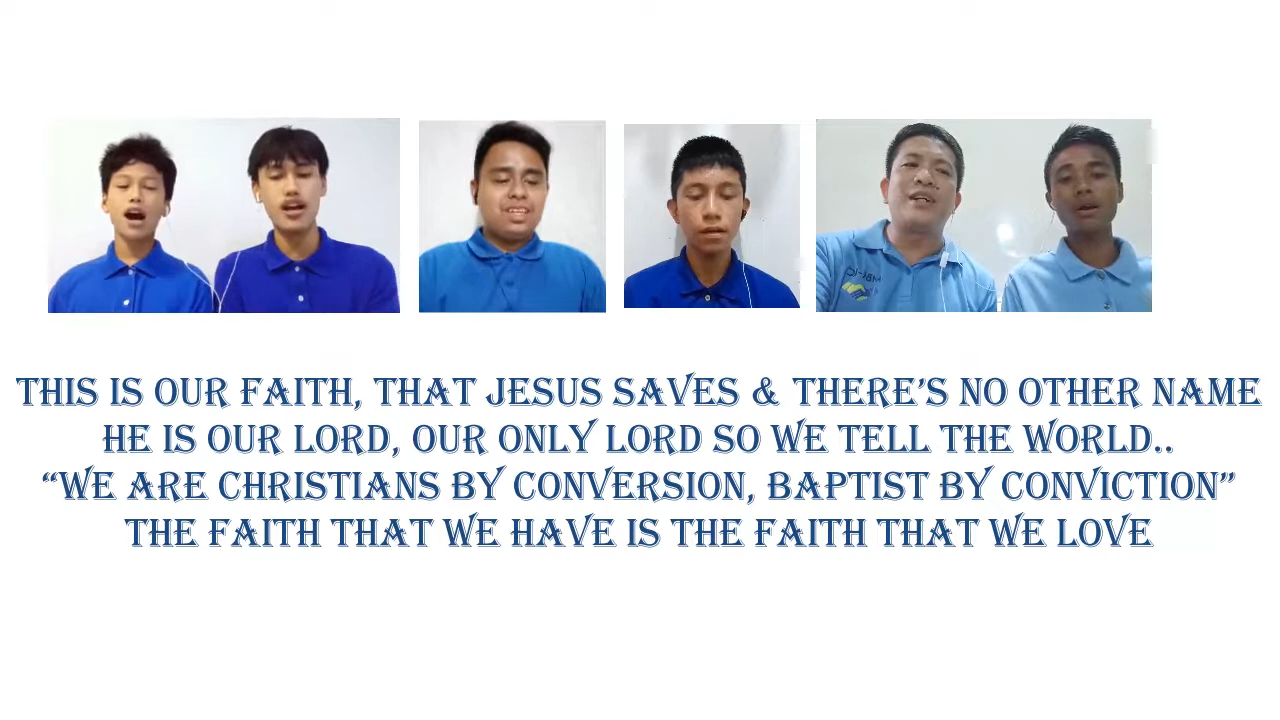 THIS IS OUR FAITH, THAT JESUS SAVES & THERE'S NO OTHER NAME
HE IS OUR LORD, OUR ONLY LORD SO WE TELL THE WORLD..
“WE ARE CHRISTIANS BY CONVERSION, BAPTIST BY CONVICTION”
THE FAITH THAT WE HAVE IS THE FAITH THAT WE LOVE